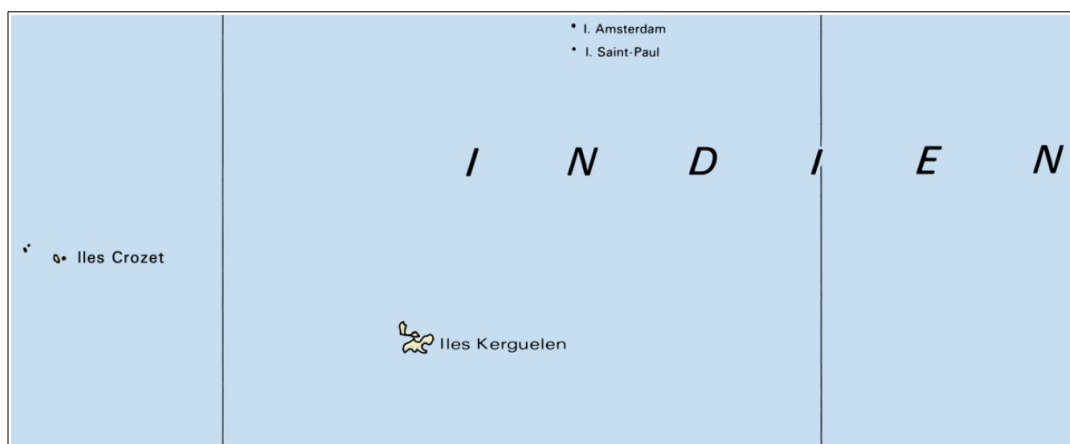 I. Amsterdam
I. Saint-Paul
I N D I E N
Iles Crozet
Iles Kerguelen